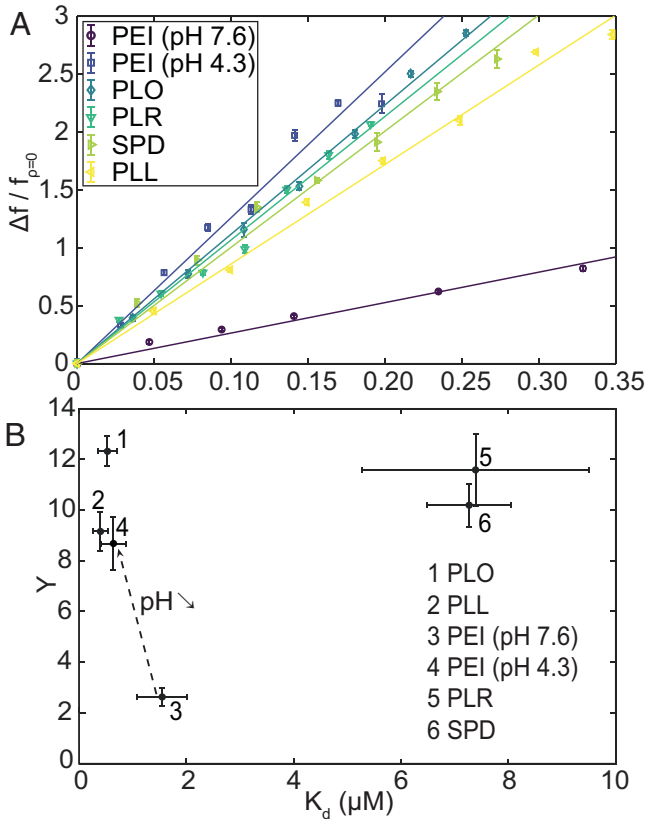 A
Δf / fρ=0
3
2.5
2
1.5
1
0.5
0
PEI (pH 7.6)
PEI (pH 4.3)
PLO
PLR
SPD
PLL
0 0.05 0.10 0.15 0.20 0.25 0.30 0.35
B
Y
14
12
10
8
6
4
2
0
1
2
4
pH ↘
3
5
6
1 PLO
2 PLL
3 PEI (pH 7.6)
4 PEI (pH 4.3)
5 PLR
6 SPD
0 2 4 6 8 10
Kd (μM)